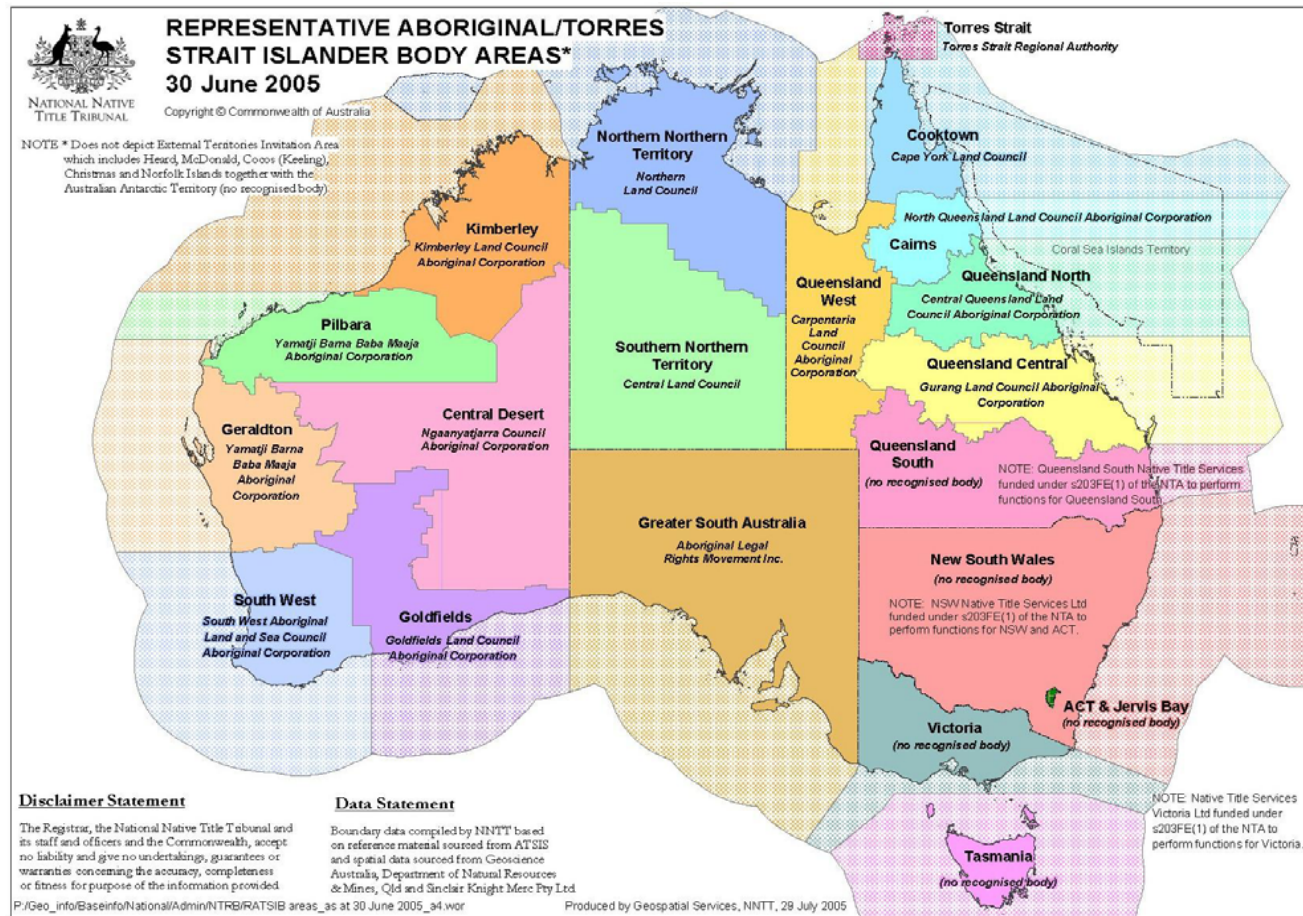 REPRESENTATIVE ABORIGINAL/TORRES
STRAIT ISLANDER BODY AREAS*
30 June 2005
Copyright © Commonwealth of Australia
NATIONAL NATIVE
TITLE TRIBUNAL
NOTE * Does not depict External Territories Invitation Area
which includes Heard, McDonald, Cocos (Keeling),
Christmas and Norfolk Islands together with the
Australian Antarctic Territory (no recognised body)
Torres Strait
Torres Strait Regional Authority
Northern Northern
Territory
Northern
Land Council
Cooktown
Cape York Land Council
Kimberley
Kimberley Land Council
Aboriginal Corporation
North Queensland Land Council Aboriginal Corporation
Cairns
Coral Sea Islands Territory
Queensland North
Central Queensland Land
Council Aboriginal Corporation
Queensland
West
Carpentaria
Land
Council
Aboriginal
Corporation
Pilbara
Yamatji Barna Baba Maaja
Aboriginal Corporation
Southern Northern
Territory
Central Land Council
Queensland Central
Gurang Land Council Aboriginal
Corporation
Central Desert
Ngaanyatjarra Council
Aboriginal Corporation
Geraldton
Yamatji Barna
Baba Maaja
Aboriginal
Corporation
Queensland
South
(no recognised body)
NOTE: Queensland South Native Title Services
funded under s203FE(1) of the NTA to perform
functions for Queensland South.
Greater South Australia
Aboriginal Legal
Rights Movement Inc.
New South Wales
(no recognised body)
NOTE: NSW Native Title Services Ltd
funded under s203FE(1) of the NTA to
perform functions for NSW and ACT.
South West
South West Aboriginal
Land and Sea Council
Aboriginal Corporation
Goldfields
Goldfields Land Council
Aboriginal Corporation
ACT & Jervis Bay
(no recognised body)
Victoria
(no recognised body)
NOTE: Native Title Services
Victoria Ltd funded under
s203FE(1) of the NTA to
perform functions for Victoria.
Tasmania
(no recognised body)
Disclaimer Statement
The Registrar, the National Native Title Tribunal and
its staff and officers and the Commonwealth, accept
no liability and give no undertakings, guarantees or
warranties concerning the accuracy, completeness
or fitness for purpose of the information provided
Data Statement
Boundary data compiled by NNTT based
on reference material sourced from ATSIS
and spatial data sourced from Geoscience
Australia, Department of Natural Resources
& Mines, Qld and Sinclair Knight Merc Pty Ltd
P:/Geo_info/Baseinfo/National/Admin/NTRB/RATSIB areas_as at 30 June 2005_a4.wor
Produced by Geospatial Services, NNTT, 29 July 2005